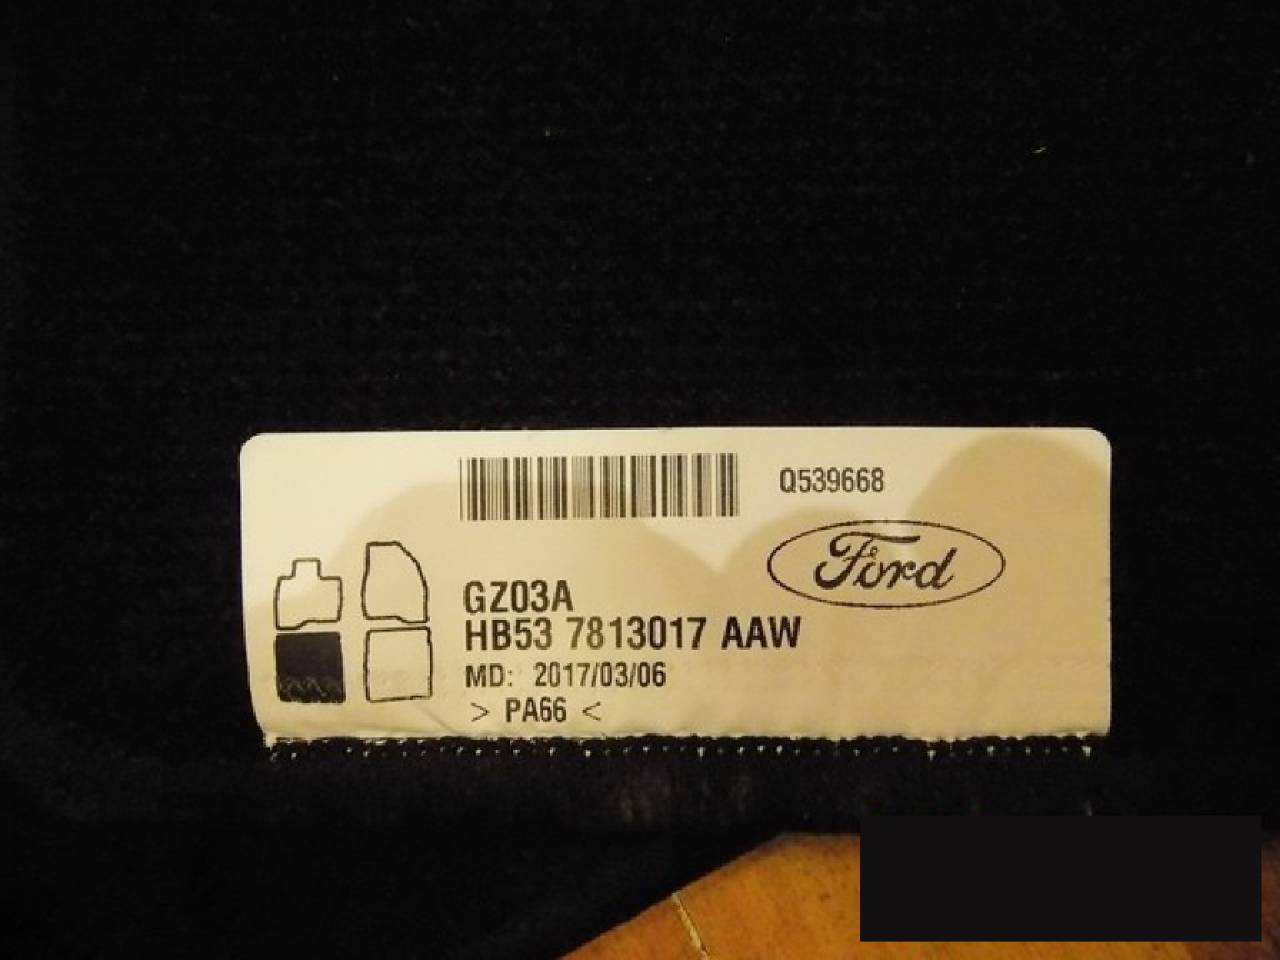 Q539668
Ford
GZ03A
HB53 7813017 AAW
MD: 2017/03/06
> PA66 <